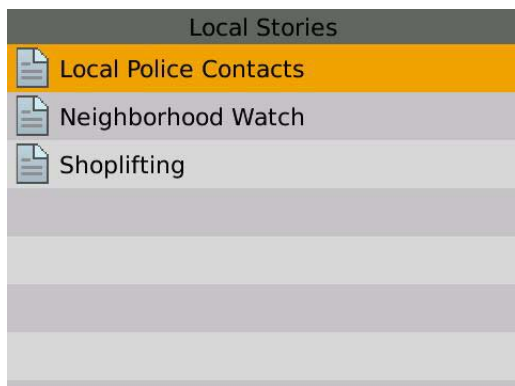 Local Stories
Local Police Contacts
Neighborhood Watch
Shoplifting